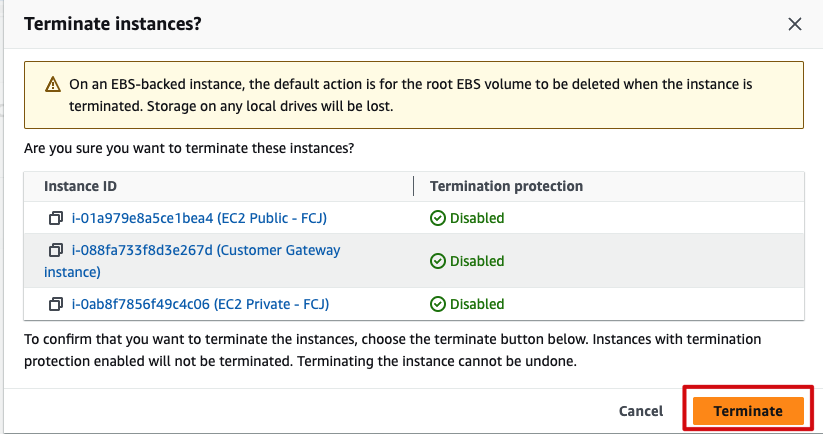 Terminate instances?
On an EBS-backed instance, the default action is for the root EBS volume to be deleted when the instance is
terminated. Storage on any local drives will be lost.
Are you sure you want to terminate these instances?
Instance ID
Termination protection
i-01a979e8a5ce1bea4 (EC2 Public - FCJ)
Disabled
i-088fa733f8d3e267d (Customer Gateway
instance)
Disabled
i-0ab8f7856f49c4c06 (EC2 Private - FCJ)
Disabled
To confirm that you want to terminate the instances, choose the terminate button below. Instances with termination
protection enabled will not be terminated. Terminating the instance cannot be undone.
Cancel
Terminate